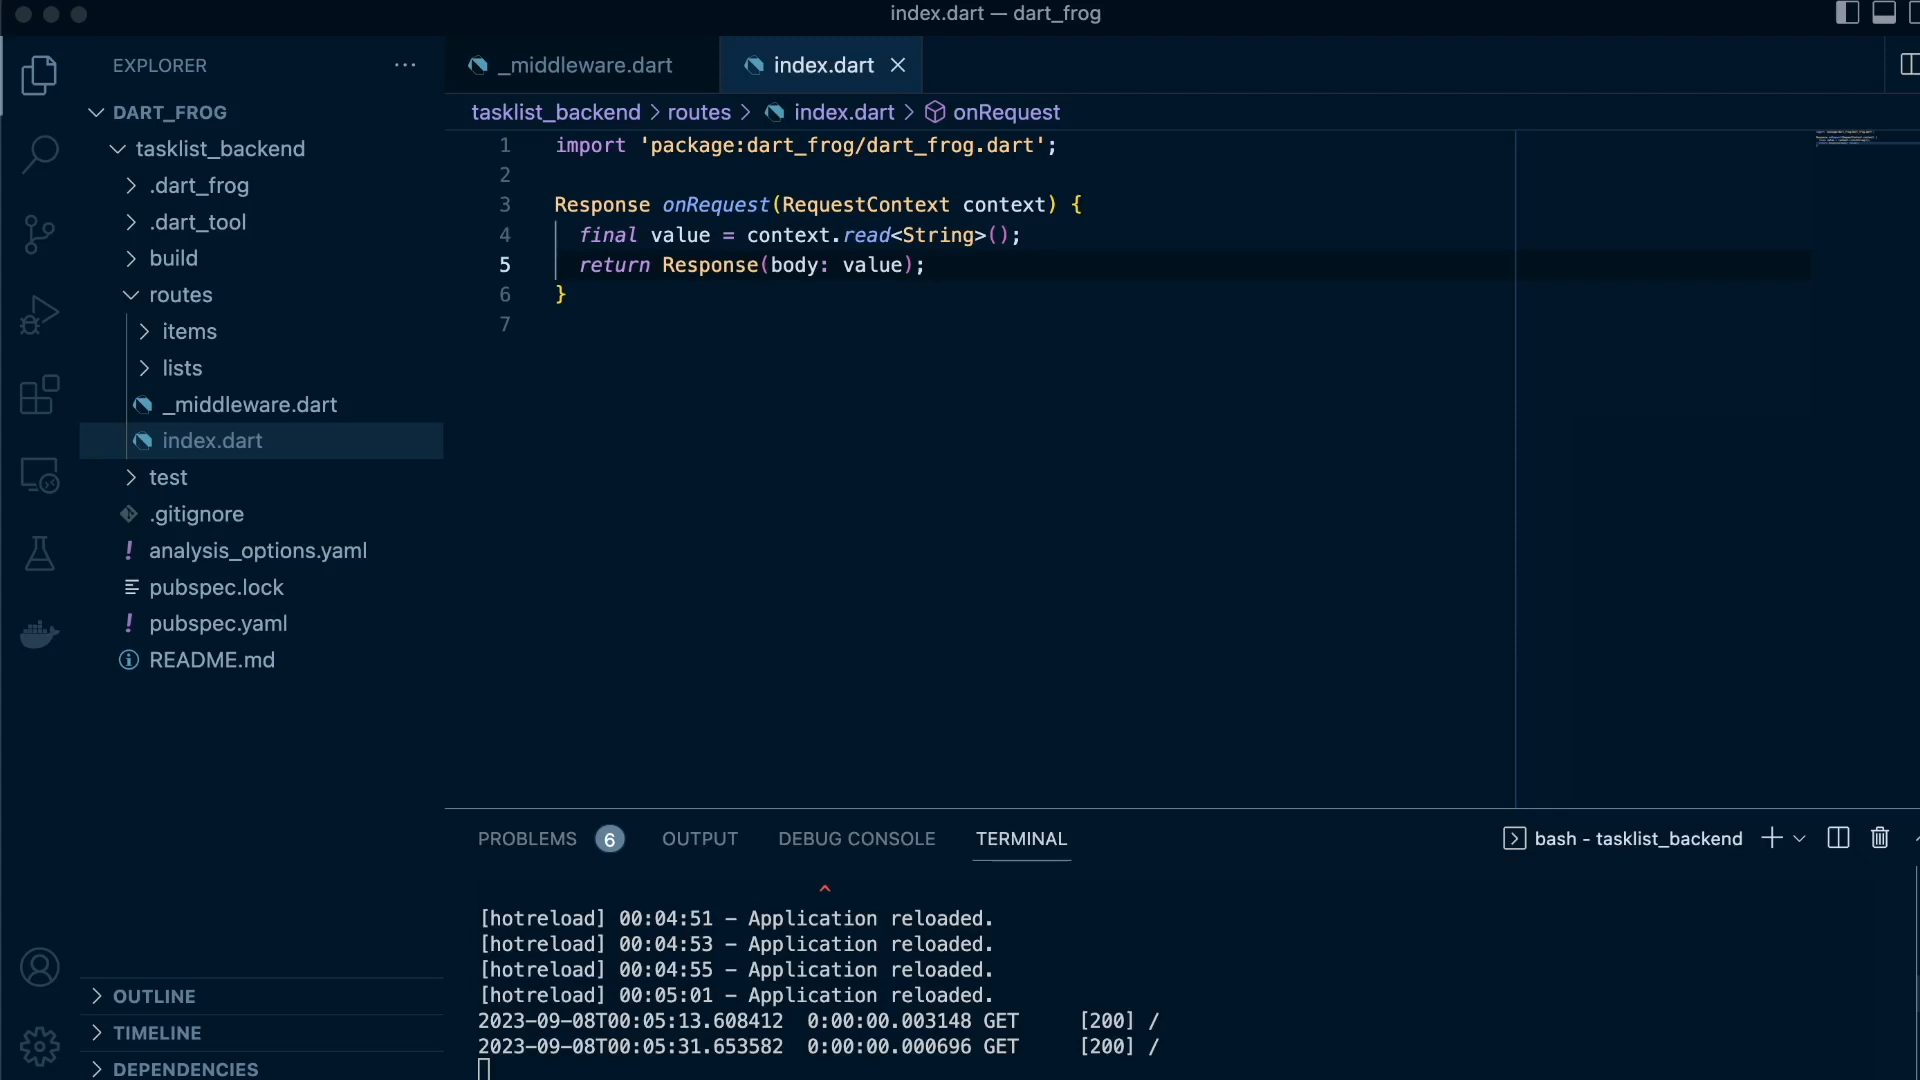 index.dart — dart_frog
EXPLORER
DART_FROG
tasklist_backend
.dart_frog
.dart_tool
build
routes
items
lists
_middleware.dart
index.dart
test
.gitignore
analysis_options.yaml
pubspec.lock
pubspec.yaml
README.md
OUTLINE
TIMELINE
DEPENDENCIES
_middleware.dart index.dart
tasklist_backend > routes > index.dart > onRequest
1 import 'package:dart_frog/dart_frog.dart';
2
3 Response onRequest(RequestContext context) {
4 final value = context.read<String>();
5 return Response(body: value);
6 }
7
PROBLEMS 6 OUTPUT DEBUG CONSOLE TERMINAL bash - tasklist_backend
^
[hotreload] 00:04:51 - Application reloaded.
[hotreload] 00:04:53 - Application reloaded.
[hotreload] 00:04:55 - Application reloaded.
[hotreload] 00:05:01 - Application reloaded.
2023-09-08T00:05:13.608412 0:00:00.003148 GET [200] /
2023-09-08T00:05:31.653582 0:00:00.000696 GET [200] /